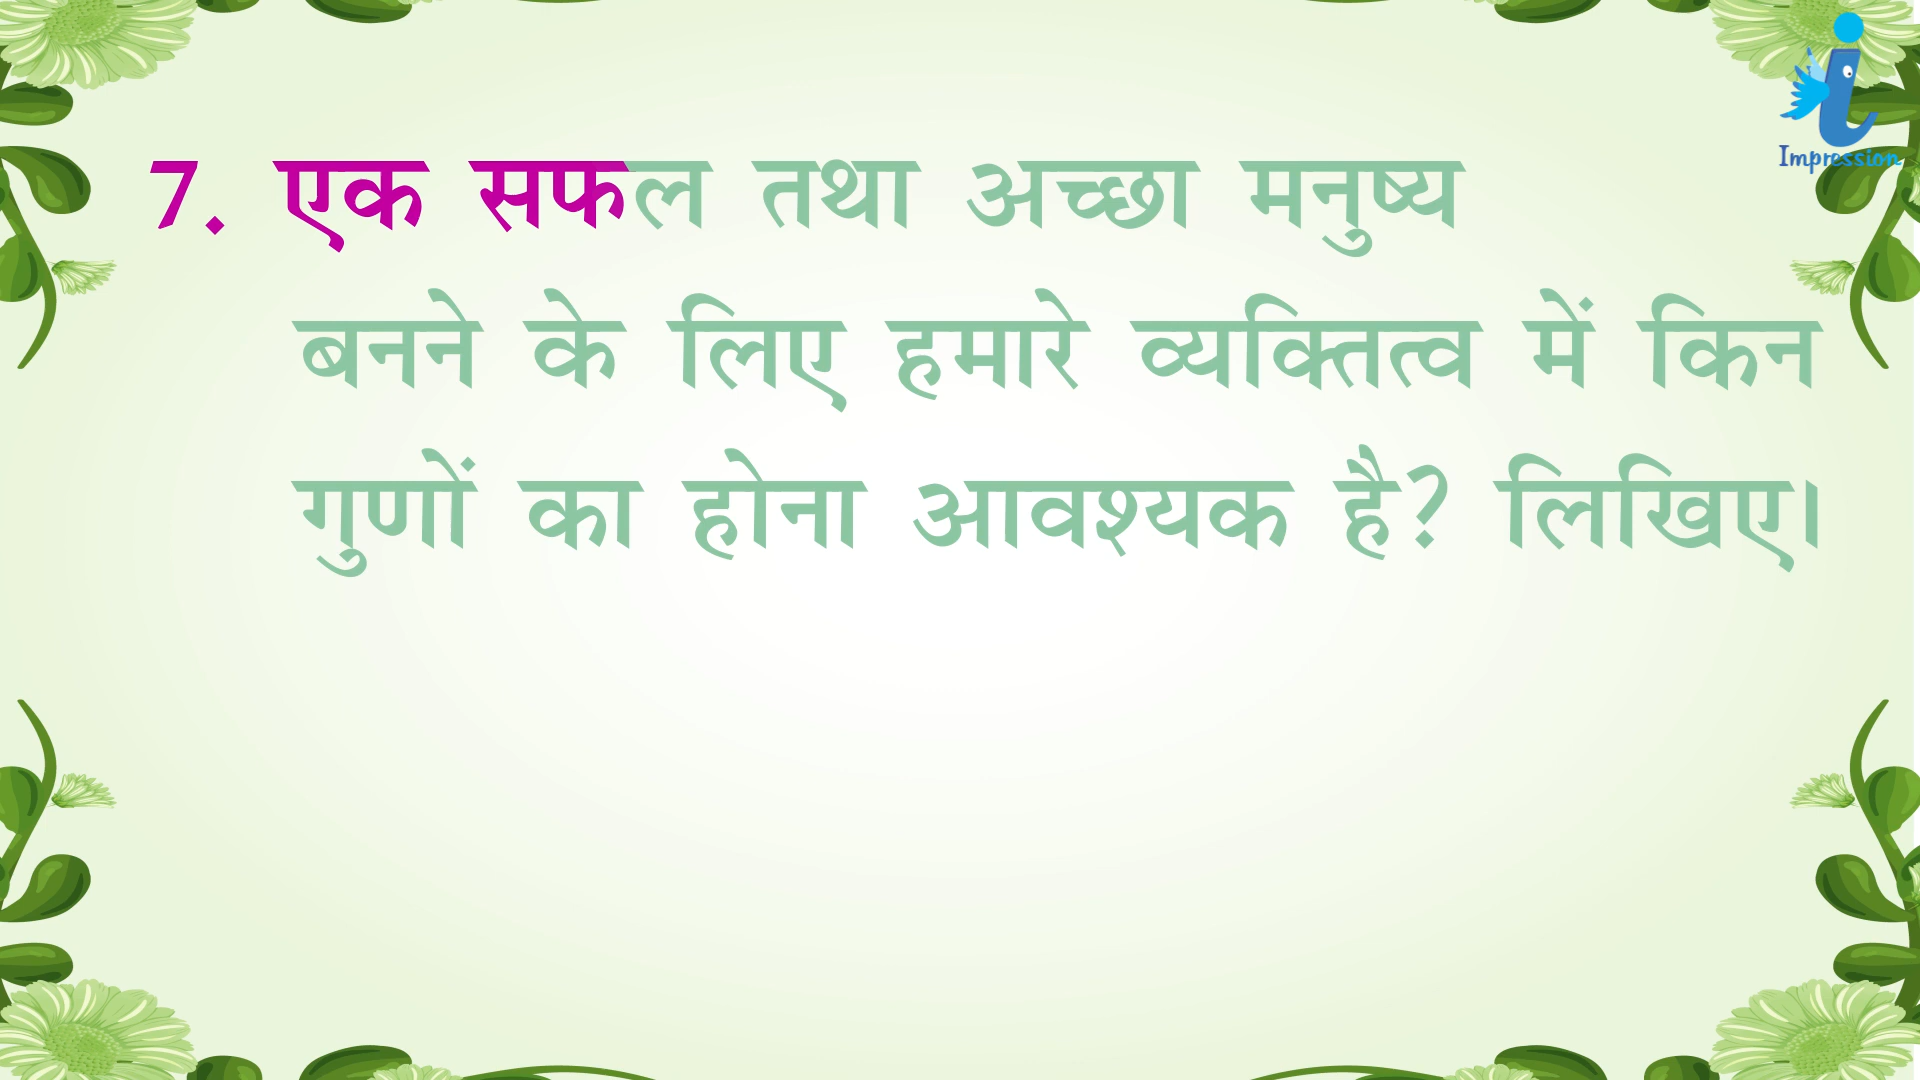 Impression
7. एक सफल तथा अच्छा मनुष्य
बनने के लिए हमारे व्यक्तित्व में किन
गुणों का होना आवश्यक है? लिखिए।